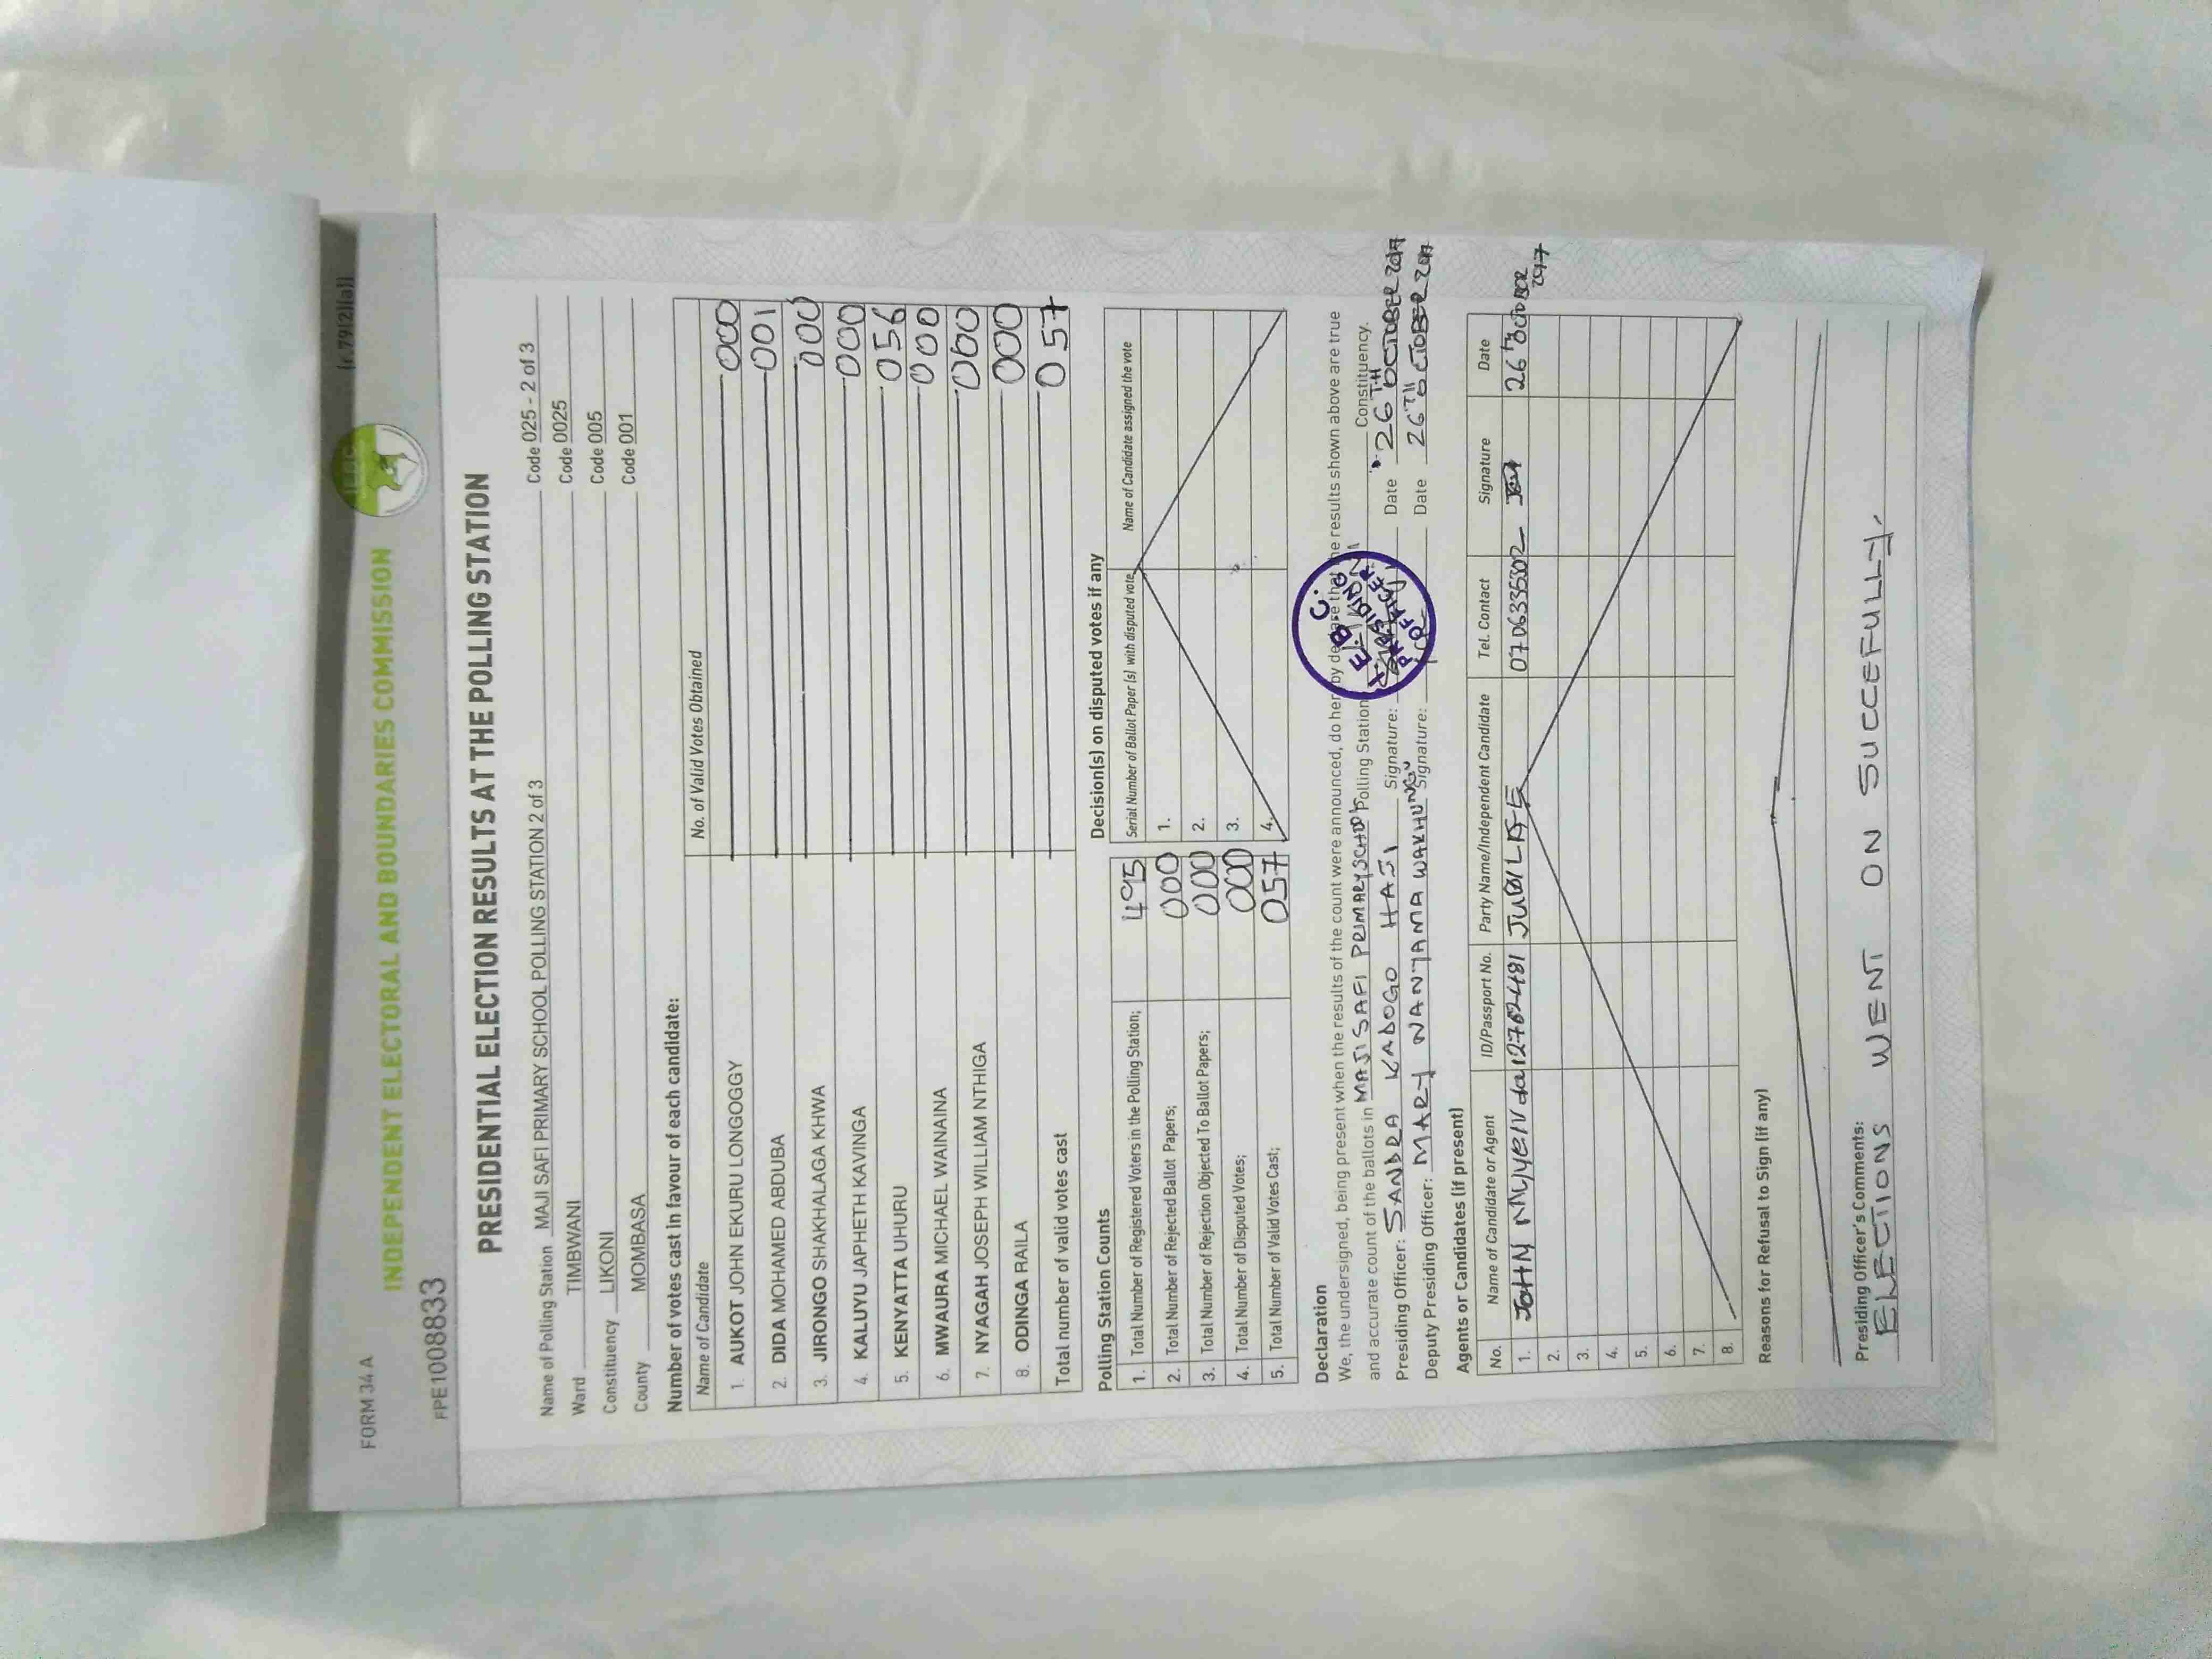 FORM 34 A
(r.79(2)(a))
INDEPENDENT ELECTORAL AND BOUNDARIES COMMISSION
IEBC
FPE1008833
PRESIDENTIAL ELECTION RESULTS AT THE POLLING STATION
Name of Polling Station MAJI SAFI PRIMARY SCHOOL POLLING STATION 2 of 3 Code 025 - 2 of 3
Ward TIMBWANI Code 0025
Constituency LIKONI Code 005
County MOMBASA Code 001
Number of votes cast in favour of each candidate:
Name of Candidate No. of Valid Votes Obtained
1. AUKOT JOHN EKURU LONGOGGY 000
2. DIDA MOHAMED ABDUBA 001
3. JIRONGO SHAKHALAGA KHWA 000
4. KALUYU JAPHETH KAVINGA 000
5. KENYATTA UHURU 056
6. MWAURA MICHAEL WAINAINA 000
7. NYAGAH JOSEPH WILLIAM NTHIGA 000
8. ODINGA RAILA 000
Total number of valid votes cast 057
Polling Station Counts
1. Total Number of Registered Voters in the Polling Station; 495
2. Total Number of Rejected Ballot Papers; 000
3. Total Number of Rejection Objected To Ballot Papers; 000
4. Total Number of Disputed Votes; 000
5. Total Number of Valid Votes Cast; 057
Decision(s) on disputed votes if any
Serial Number of Ballot Paper (s) with disputed vote Name of Candidate assigned the vote
1.
2.
3.
4.
Declaration
We, the undersigned, being present when the results of the count were announced, do hereby declare that the results shown above are true
and accurate count of the ballots in MAJI SAFI PRIMARY SCHOOL Polling Station Constituency.
Presiding Officer: SANDRA KADOGO HAJI Signature: Date 26TH OCTOBER 2017
Deputy Presiding Officer: MARY NANJAMA WAKHUNGU Signature: Date 26TH OCTOBER 2017
I.E.B.C.
PRESIDING
OFFICER
Agents or Candidates (if present)
No. Name of Candidate or Agent ID/Passport No. Party Name/Independent Candidate Tel. Contact Signature Date
1. JOHN 12762481 JUBILEE 0706335302 26th OCTOBER 2017
2.
3.
4.
5.
6.
7.
8.
Reasons for Refusal to Sign (if any)
Presiding Officer's Comments:
ELECTIONS WENT ON SUCCEFULLY.